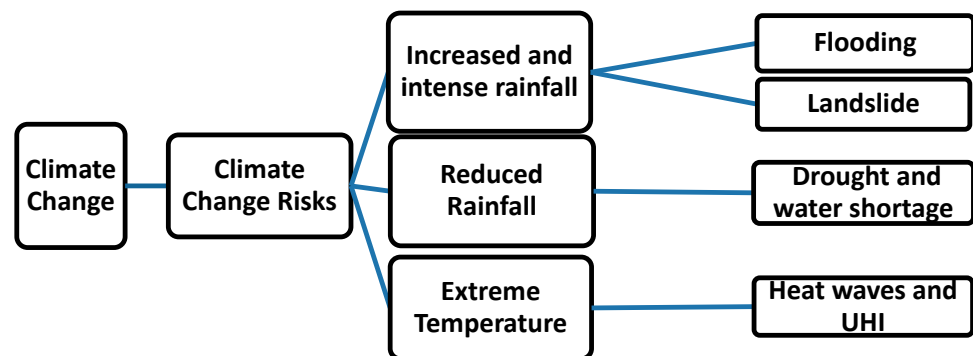 Climate
Change
Climate
Change Risks
Increased and
intense rainfall
Flooding
Landslide
Reduced
Rainfall
Drought and
water shortage
Extreme
Temperature
Heat waves and
UHI